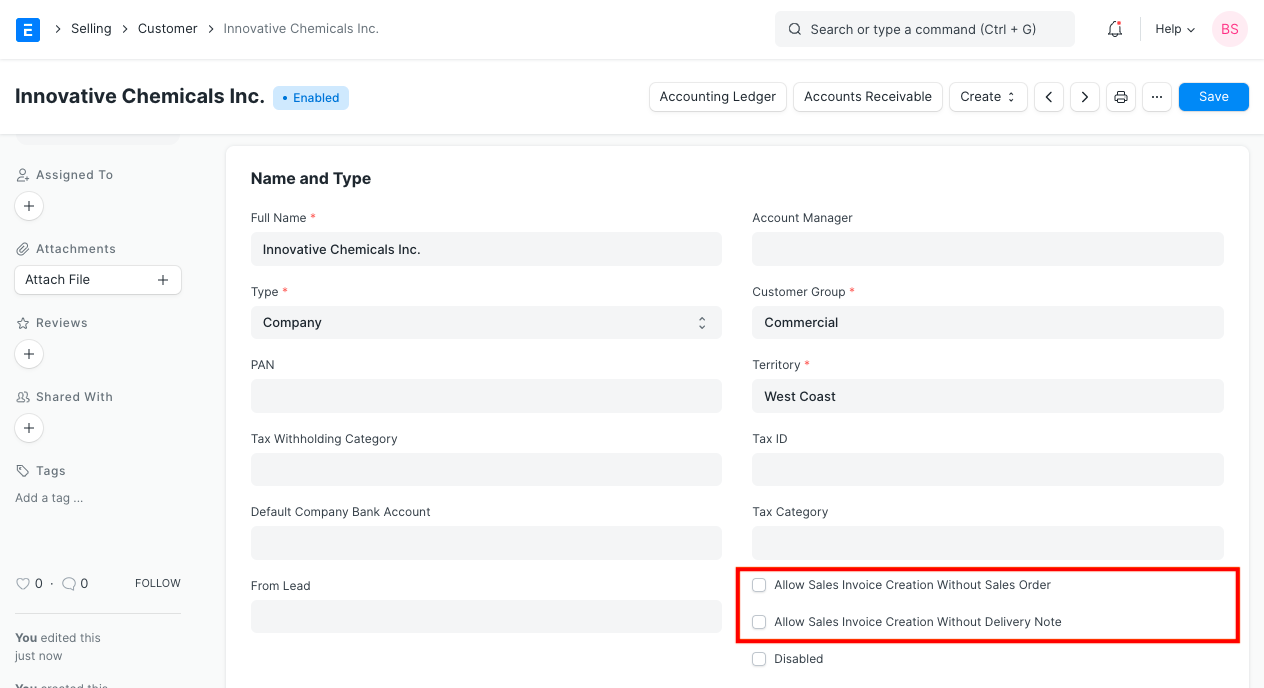 E
Selling
Customer
Innovative Chemicals Inc.
Search or type a command (Ctrl + G)
Help
BS
Innovative Chemicals Inc.
Enabled
Accounting Ledger
Accounts Receivable
Create
...
Save
Assigned To
Attachments
Attach File
Reviews
Shared With
Tags
Add a tag ...
0 · 0
FOLLOW
You edited this
just now
You created this
Name and Type
Full Name *
Innovative Chemicals Inc.
Type *
Company
PAN
Tax Withholding Category
Default Company Bank Account
From Lead
Account Manager
Customer Group *
Commercial
Territory *
West Coast
Tax ID
Tax Category
Allow Sales Invoice Creation Without Sales Order
Allow Sales Invoice Creation Without Delivery Note
Disabled